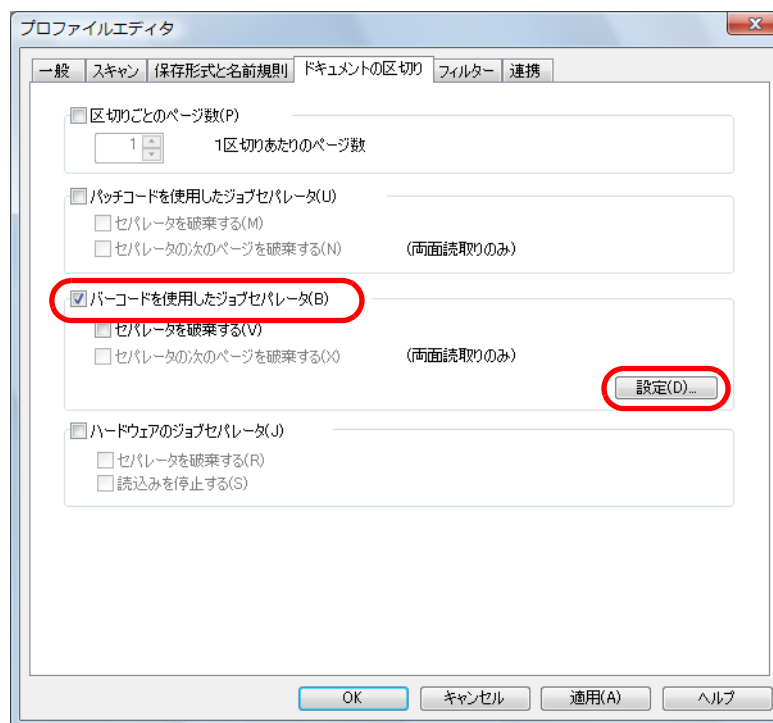 プロファイルエディタ
一般 スキャン 保存形式と名前規則 ドキュメントの区切り フィルター 連携
区切りごとのページ数(P)
1 1区切りあたりのページ数
パッチコードを使用したジョブセパレータ(U)
セパレータを破棄する(M)
セパレータの次のページを破棄する(N) (両面読取りのみ)
バーコードを使用したジョブセパレータ(B)
セパレータを破棄する(V)
セパレータの次のページを破棄する(X) (両面読取りのみ)
設定(D)...
ハードウェアのジョブセパレータ(J)
セパレータを破棄する(R)
読込みを停止する(S)
OK キャンセル 適用(A) ヘルプ